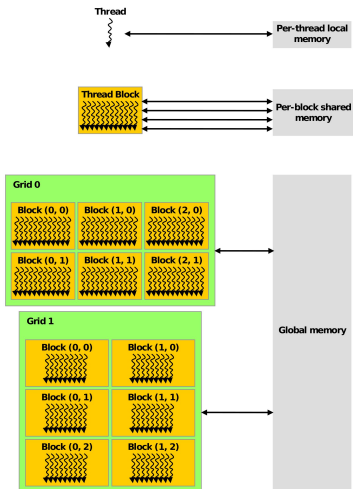 Thread
Per-thread local
memory
Thread Block
Per-block shared
memory
Grid 0
Block (0, 0) Block (1, 0) Block (2, 0)
Block (0, 1) Block (1, 1) Block (2, 1)
Grid 1
Global memory
Block (0, 0) Block (1, 0)
Block (0, 1) Block (1, 1)
Block (0, 2) Block (1, 2)